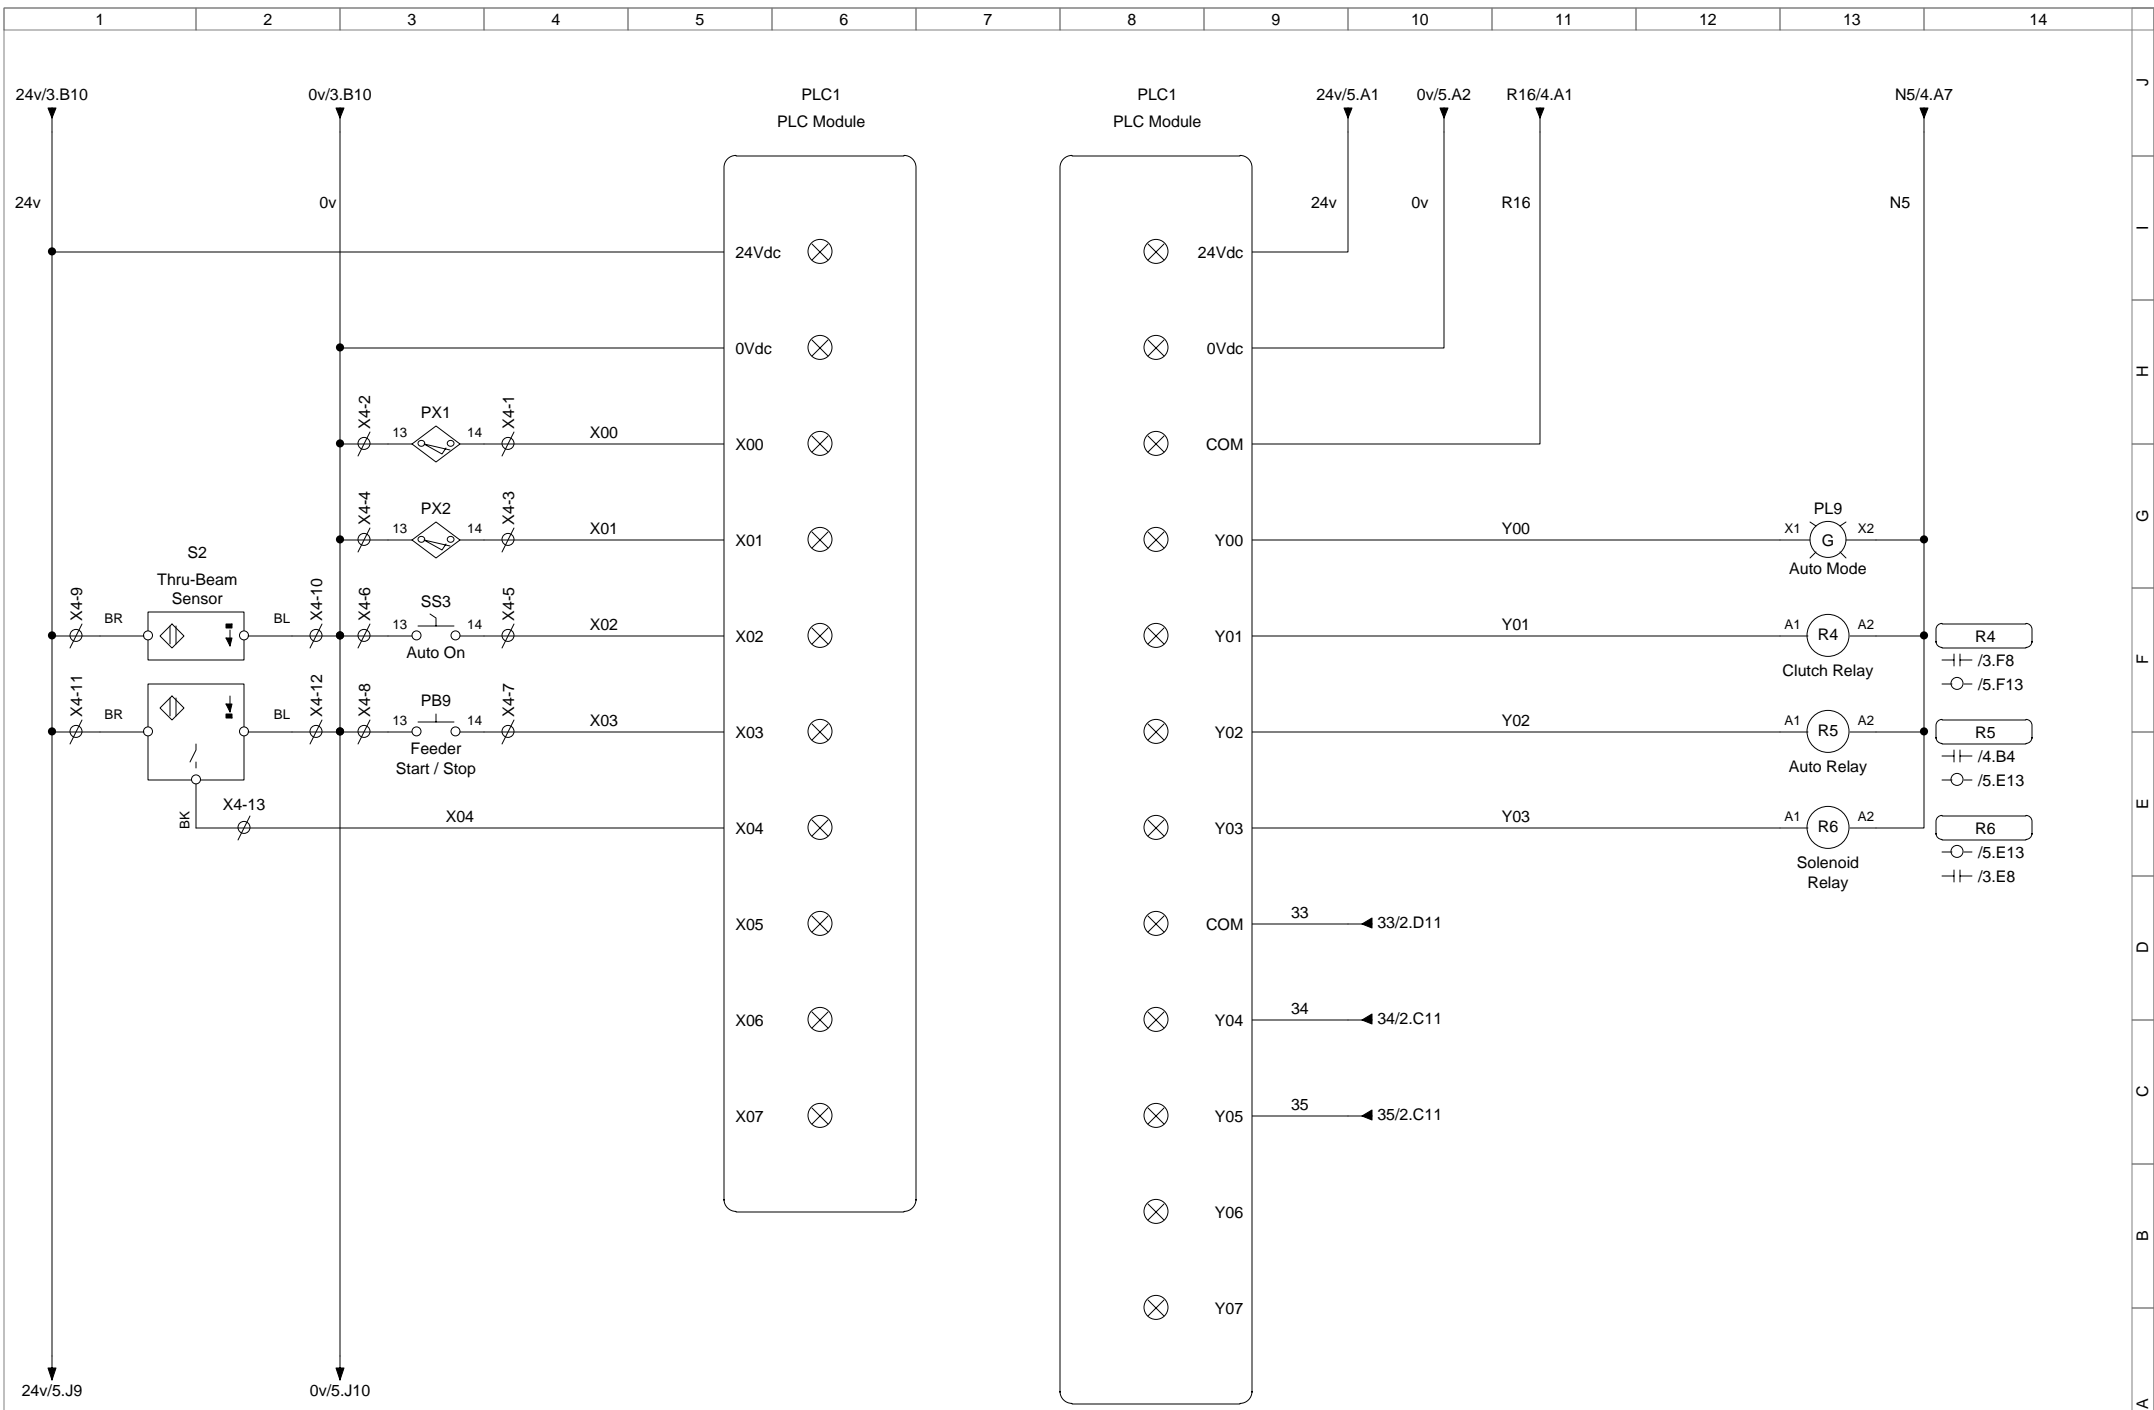 1 2 3 4 5 6 7 8 9 10 11 12 13 14
J
I
H
G
F
E
D
C
B
A
24v/3.B10
0v/3.B10
PLC1
PLC Module
PLC1
PLC Module
24v/5.A1
0v/5.A2
R16/4.A1
N5/4.A7
24v
0v
24v
0v
R16
N5
24Vdc
24Vdc
0Vdc
0Vdc
X4-2
PX1
13
14
X4-1
X00
X00
COM
X4-4
PX2
13
14
X4-3
X01
X01
Y00
Y00
PL9
X1
G
X2
Auto Mode
S2
Thru-Beam
Sensor
X4-9
BR
BL
X4-10
X4-6
SS3
13
14
Auto On
X4-5
X02
X02
Y01
Y01
A1
R4
A2
Clutch Relay
R4
/3.F8
/5.F13
X4-11
BR
BL
X4-12
X4-8
PB9
13
14
Feeder
Start / Stop
X4-7
X03
X03
Y02
Y02
A1
R5
A2
Auto Relay
R5
/4.B4
/5.E13
BK
X4-13
X04
X04
Y03
Y03
A1
R6
A2
Solenoid
Relay
R6
/5.E13
/3.E8
X05
COM
33
33/2.D11
X06
Y04
34
34/2.C11
X07
Y05
35
35/2.C11
Y06
Y07
24v/5.J9
0v/5.J10